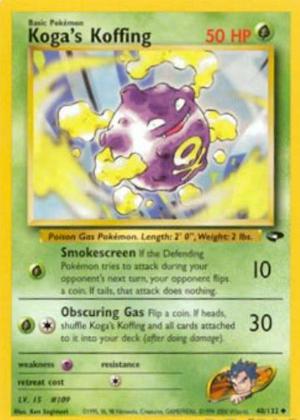 Basic Pokémon
Koga's Koffing 50 HP
Poison Gas Pokémon. Length: 2' 0", Weight: 2 lbs.
Smokescreen If the Defending
Pokémon tries to attack during your
opponent's next turn, your opponent flips
a coin. If tails, that attack does nothing.
10
Obscuring Gas Flip a coin. If heads,
shuffle Koga's Koffing and all cards attached
to it into your deck (after doing damage).
30
weakness resistance
retreat cost
LV. 13 #109
Illus. Ken Sugimori
48/132